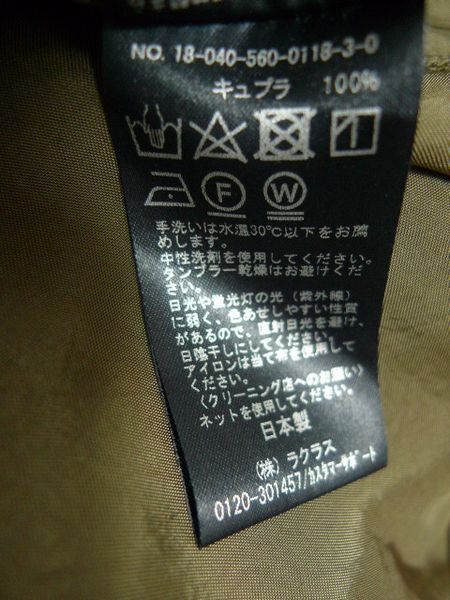 NO. 18-040-560-0118-3-0
キュプラ 100%
F W
手洗いは水温30℃以下をお薦
めします。
中性洗剤を使用してください。
タンブラー乾燥はお避けくだ
さい。
日光や蛍光灯の光（紫外線）
に弱く、色あせしやすい性質
があるので、直射日光を避け、
日陰干しにしてください。
アイロンは当て布を使用して
ください。
〈クリーニング店へのお願い〉
ネットを使用してください。
日本製
（株）ラクラス
0120-301457/カスタマーサポート